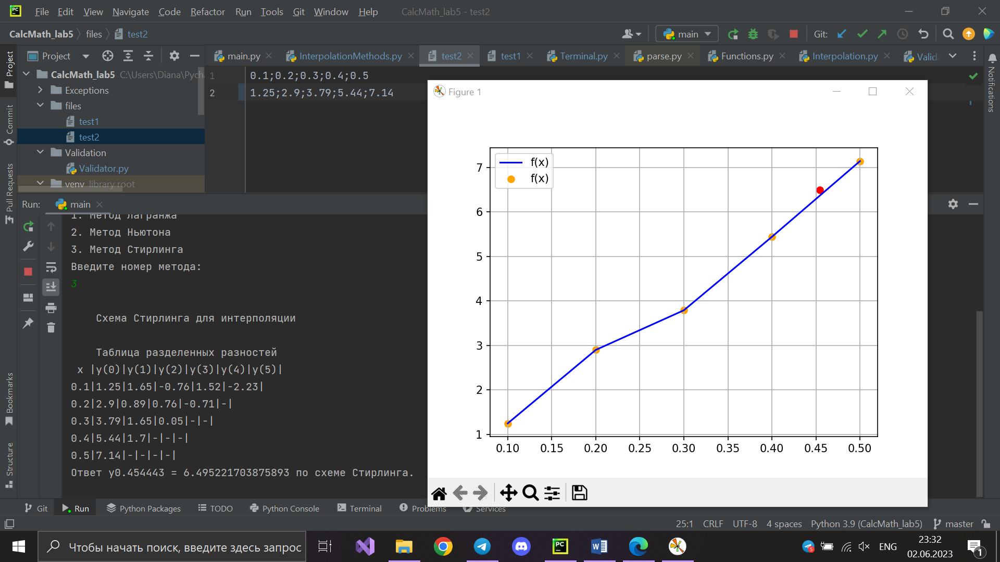 File Edit View Navigate Code Refactor Run Tools Git Window Help CalcMath_lab5 - test2
CalcMath_lab5 files test2 main Git:
Project
main.py InterpolationMethods.py test2 test1 Terminal.py parse.py Functions.py Interpolation.py
CalcMath_lab5 C:\Users\Diana\Pych
Exceptions
files
test1
test2
Validation
Validator.py
venv library root
1 0.1;0.2;0.3;0.4;0.5
2 1.25;2.9;3.79;5.44;7.14
Project
Commit
Pull Requests
Bookmarks
Structure
Notifications
Run: main
1. Метод Лагранжа
2. Метод Ньютона
3. Метод Стирлинга
Введите номер метода:
3
Схема Стирлинга для интерполяции
Таблица разделенных разностей
x |y(0)|y(1)|y(2)|y(3)|y(4)|y(5)|
0.1|1.25|1.65|-0.76|1.52|-2.23|
0.2|2.9|0.89|0.76|-0.71|-|
0.3|3.79|1.65|0.05|-|-|
0.4|5.44|1.7|-|-|-|
0.5|7.14|-|-|-|-|
Ответ y0.454443 = 6.495221703875893 по схеме Стирлинга.
Figure 1
f(x)
f(x)
7
6
5
4
3
2
1
0.10 0.15 0.20 0.25 0.30 0.35 0.40 0.45 0.50
Git Run Python Packages TODO Python Console Terminal Problems Services
25:1 CRLF UTF-8 4 spaces Python 3.9 (CalcMath_lab5) master
Чтобы начать поиск, введите здесь запрос
ENG
23:32
02.06.2023
1